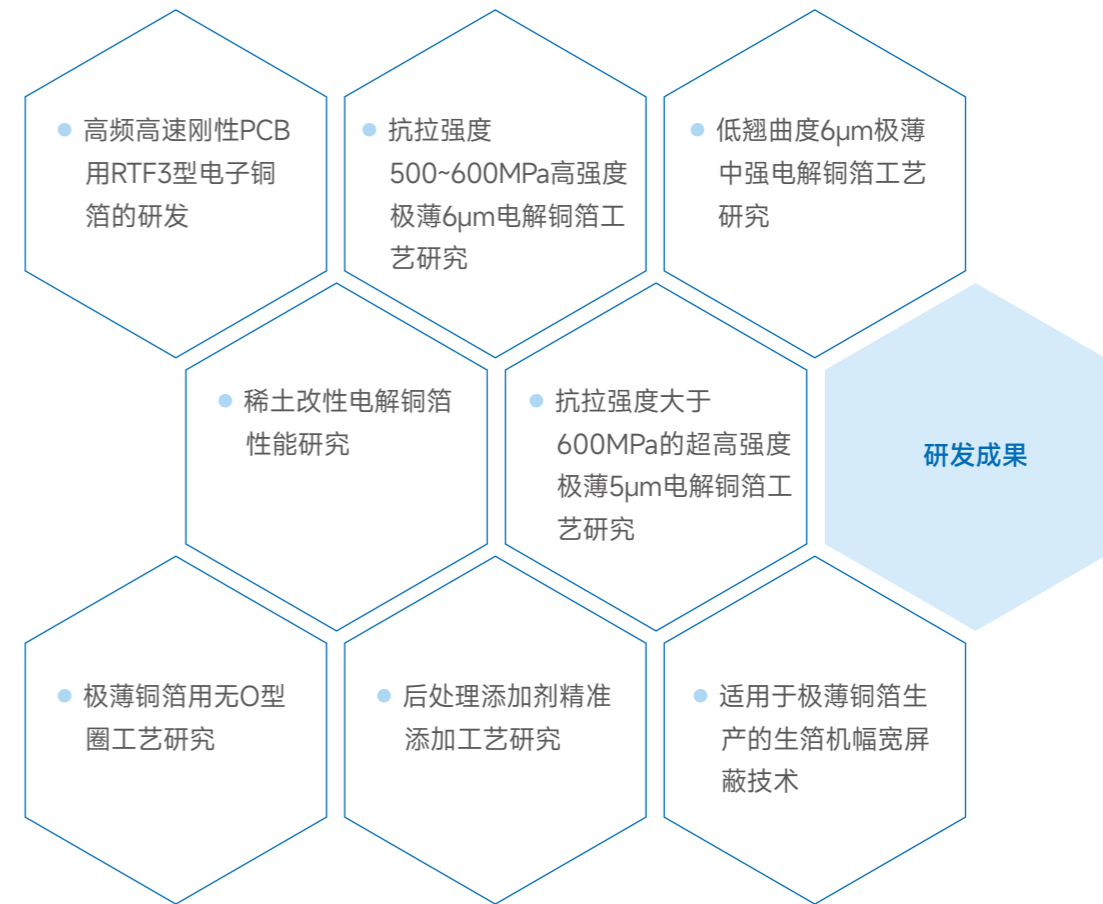 高频高速刚性PCB
用RTF3型电子铜
箔的研发
抗拉强度
500~600MPa高强度
极薄6μm电解铜箔工
艺研究
低翘曲度6μm极薄
中强电解铜箔工艺
研究
稀土改性电解铜箔
性能研究
抗拉强度大于
600MPa的超高强度
极薄5μm电解铜箔工
艺研究
研发成果
极薄铜箔用无O型
圈工艺研究
后处理添加剂精准
添加工艺研究
适用于极薄铜箔生
产的生箔机幅宽屏
蔽技术